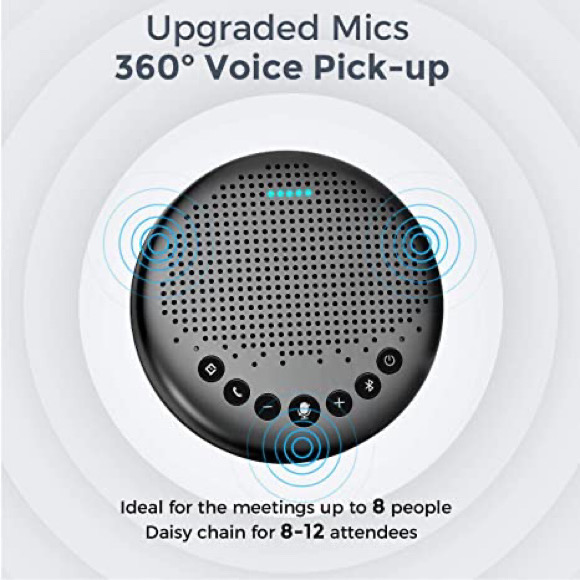 Upgraded Mics
360° Voice Pick-up
Ideal for the meetings up to 8 people
Daisy chain for 8-12 attendees